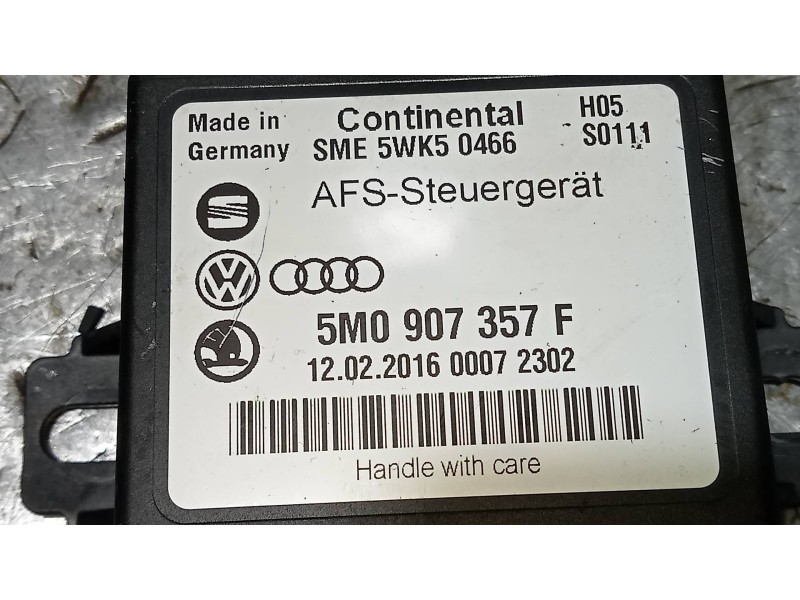 Made in Continental H05
Germany SME 5WK5 0466 S0111
AFS-Steuergerät
5M0 907 357 F
12.02.2016 0007 2302
Handle with care